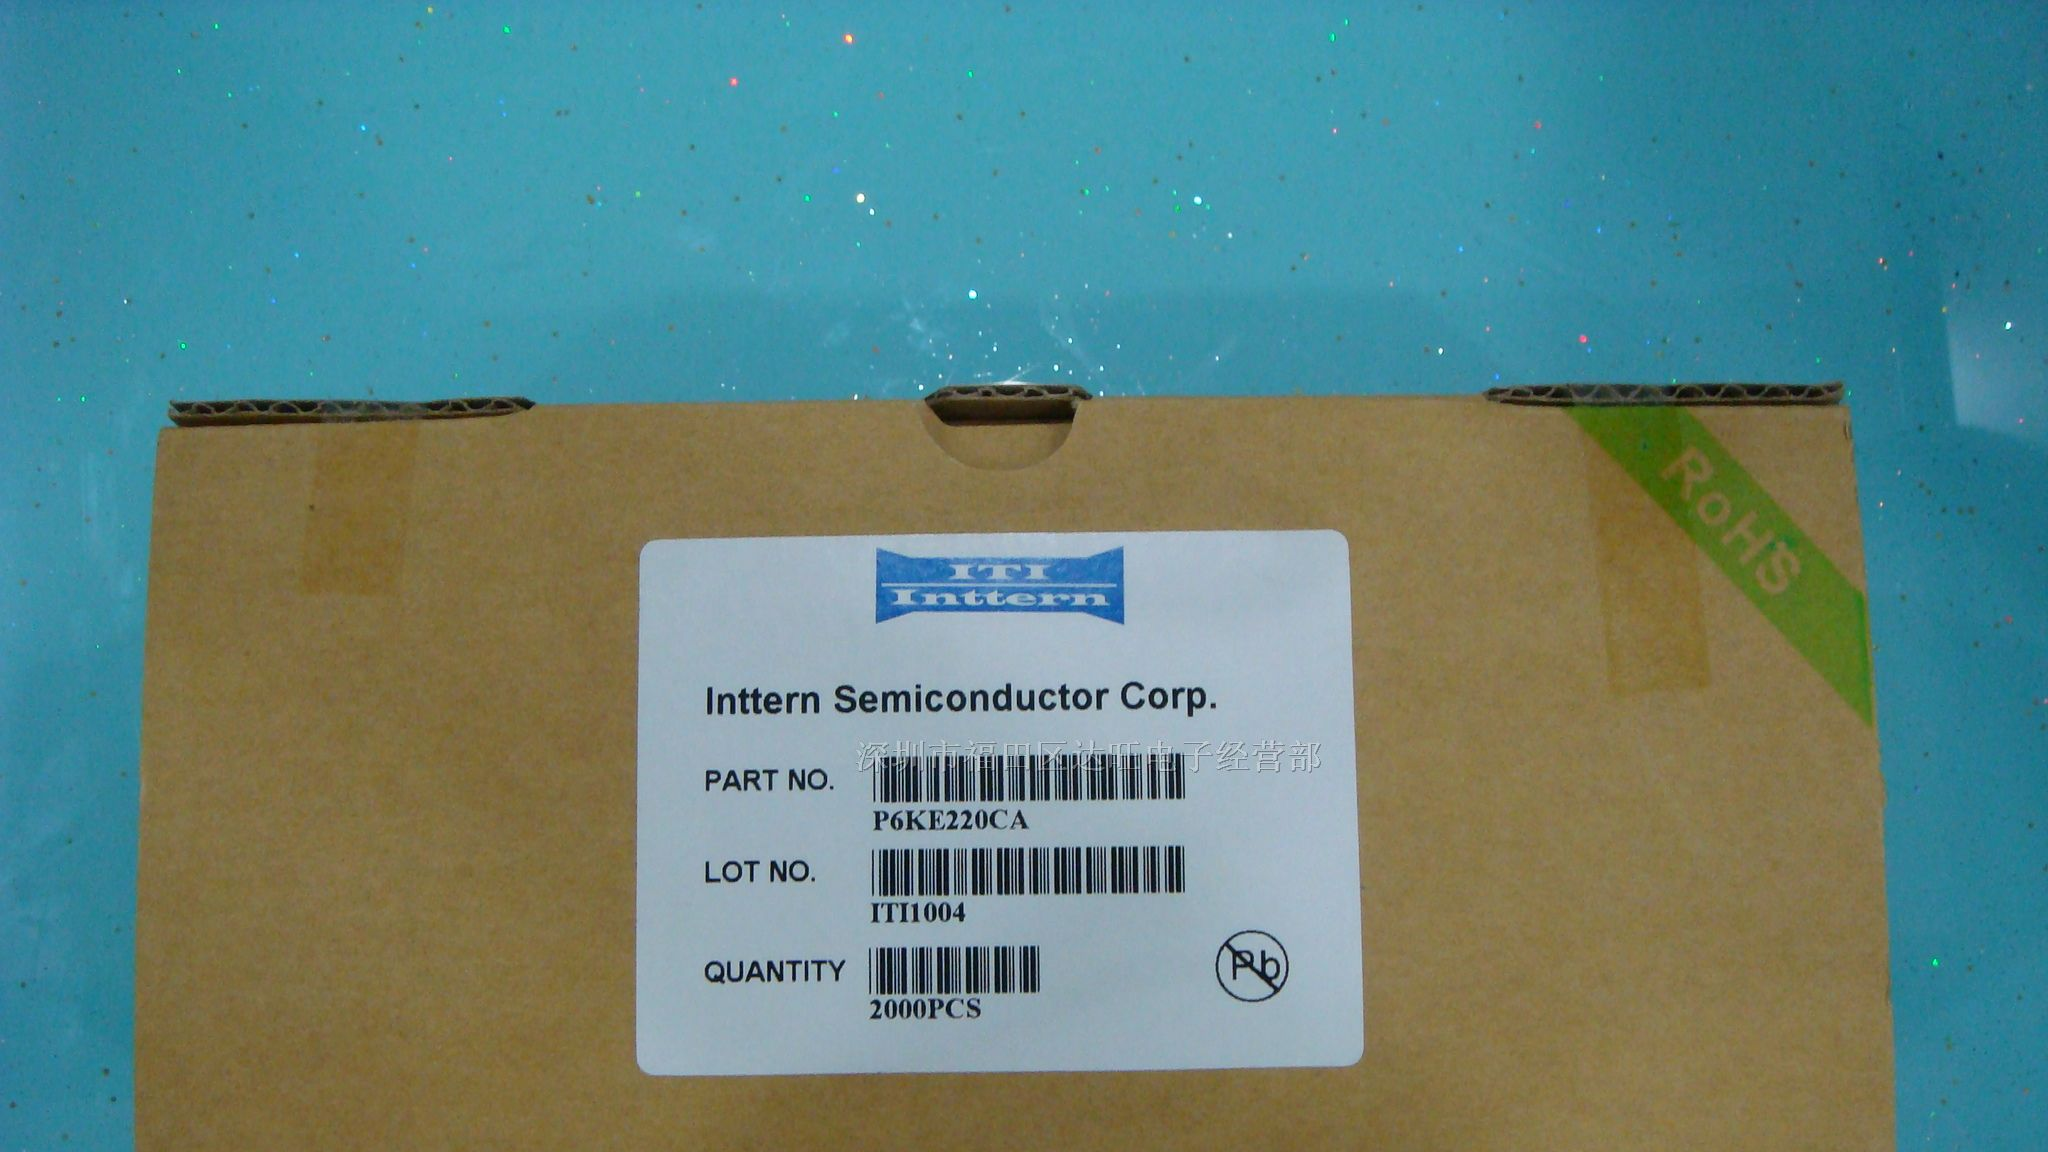 RoHS
ITI
Inttern
Inttern Semiconductor Corp.
深圳市福田区达旺电子经营部
PART NO.
P6KE220CA
LOT NO.
ITI1004
QUANTITY
2000PCS
Pb